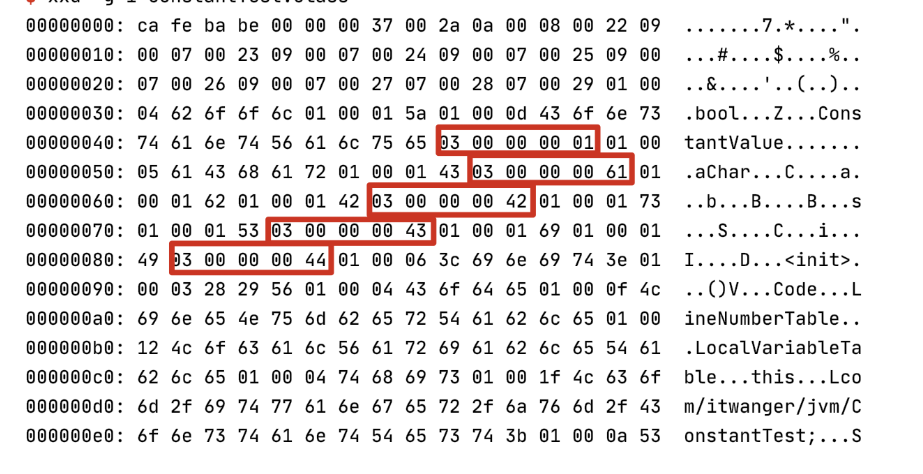 $ xxd -g 1 ConstantTest.class
00000000: ca fe ba be 00 00 00 37 00 2a 0a 00 08 00 22 09 .......7.*....".
00000010: 00 07 00 23 09 00 07 00 24 09 00 07 00 25 09 00 ...#....$....%..
00000020: 07 00 26 09 00 07 00 27 07 00 28 07 00 29 01 00 ..&....'..(..)..
00000030: 04 62 6f 6f 6c 01 00 01 5a 01 00 0d 43 6f 6e 73 .bool...Z...Cons
00000040: 74 61 6e 74 56 61 6c 75 65 03 00 00 00 01 01 00 tantValue.......
00000050: 05 61 43 68 61 72 01 00 01 43 03 00 00 00 61 01 .aChar...C....a.
00000060: 00 01 62 01 00 01 42 03 00 00 00 42 01 00 01 73 ..b...B....B...s
00000070: 01 00 01 53 03 00 00 00 43 01 00 01 69 01 00 01 ...S....C...i...
00000080: 49 03 00 00 00 44 01 00 06 3c 69 6e 69 74 3e 01 I....D...<init>.
00000090: 00 03 28 29 56 01 00 04 43 6f 64 65 01 00 0f 4c ..()V...Code...L
000000a0: 69 6e 65 4e 75 6d 62 65 72 54 61 62 6c 65 01 00 ineNumberTable..
000000b0: 12 4c 6f 63 61 6c 56 61 72 69 61 62 6c 65 54 61 .LocalVariableTa
000000c0: 62 6c 65 01 00 04 74 68 69 73 01 00 1f 4c 63 6f ble...this...Lco
000000d0: 6d 2f 69 74 77 61 6e 67 65 72 2f 6a 76 6d 2f 43 m/itwanger/jvm/C
000000e0: 6f 6e 73 74 61 6e 74 54 65 73 74 3b 01 00 0a 53 onstantTest;...S